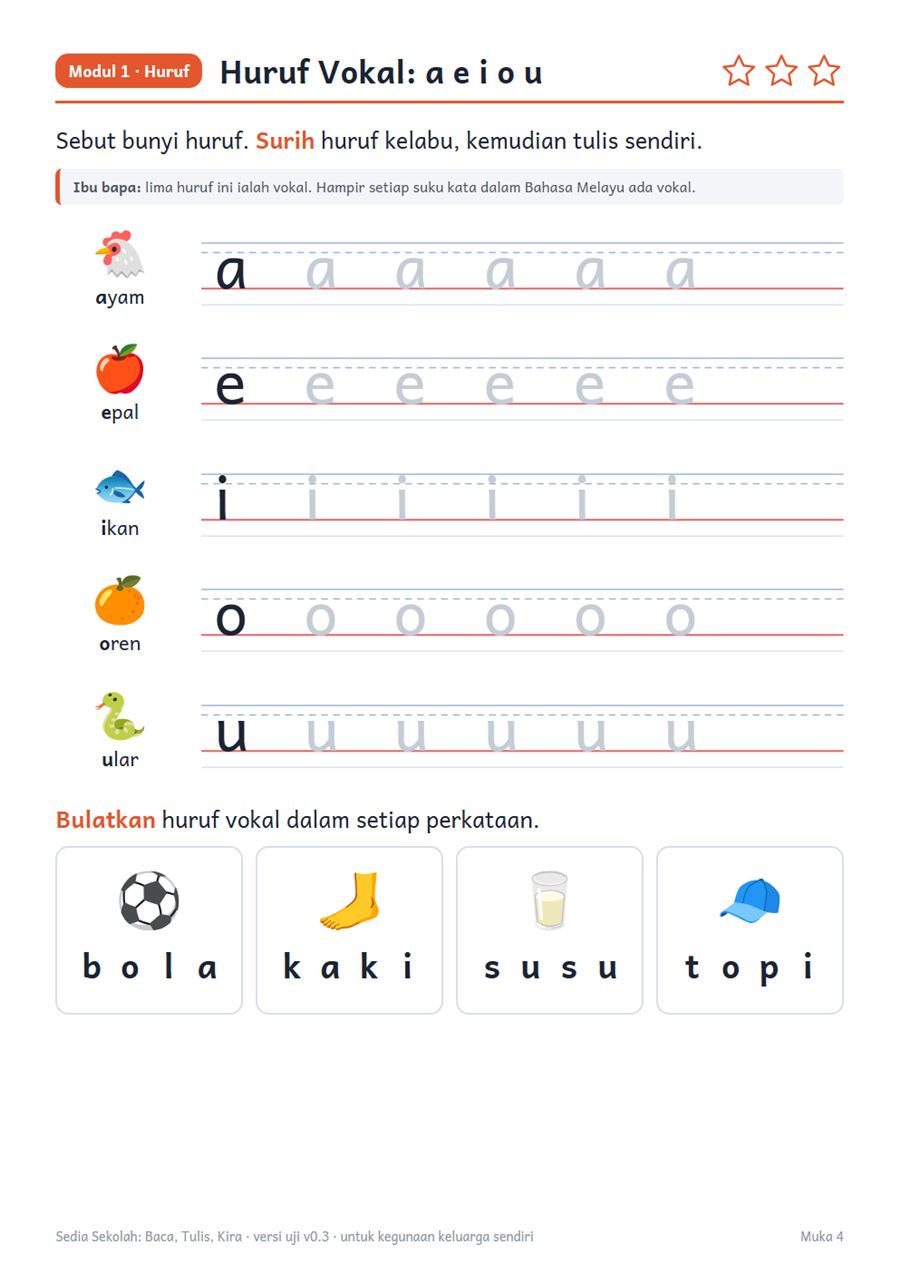 Modul 1 · Huruf
Huruf Vokal: a e i o u
Sebut bunyi huruf. Surih huruf kelabu, kemudian tulis sendiri.
Ibu bapa: lima huruf ini ialah vokal. Hampir setiap suku kata dalam Bahasa Melayu ada vokal.
a a a a a a
ayam
e e e e e e
epal
i i i i i i
ikan
o o o o o o
oren
u u u u u u
ular
Bulatkan huruf vokal dalam setiap perkataan.
b o l a
k a k i
s u s u
t o p i
Sedia Sekolah: Baca, Tulis, Kira · versi uji v0.3 · untuk kegunaan keluarga sendiri
Muka 4